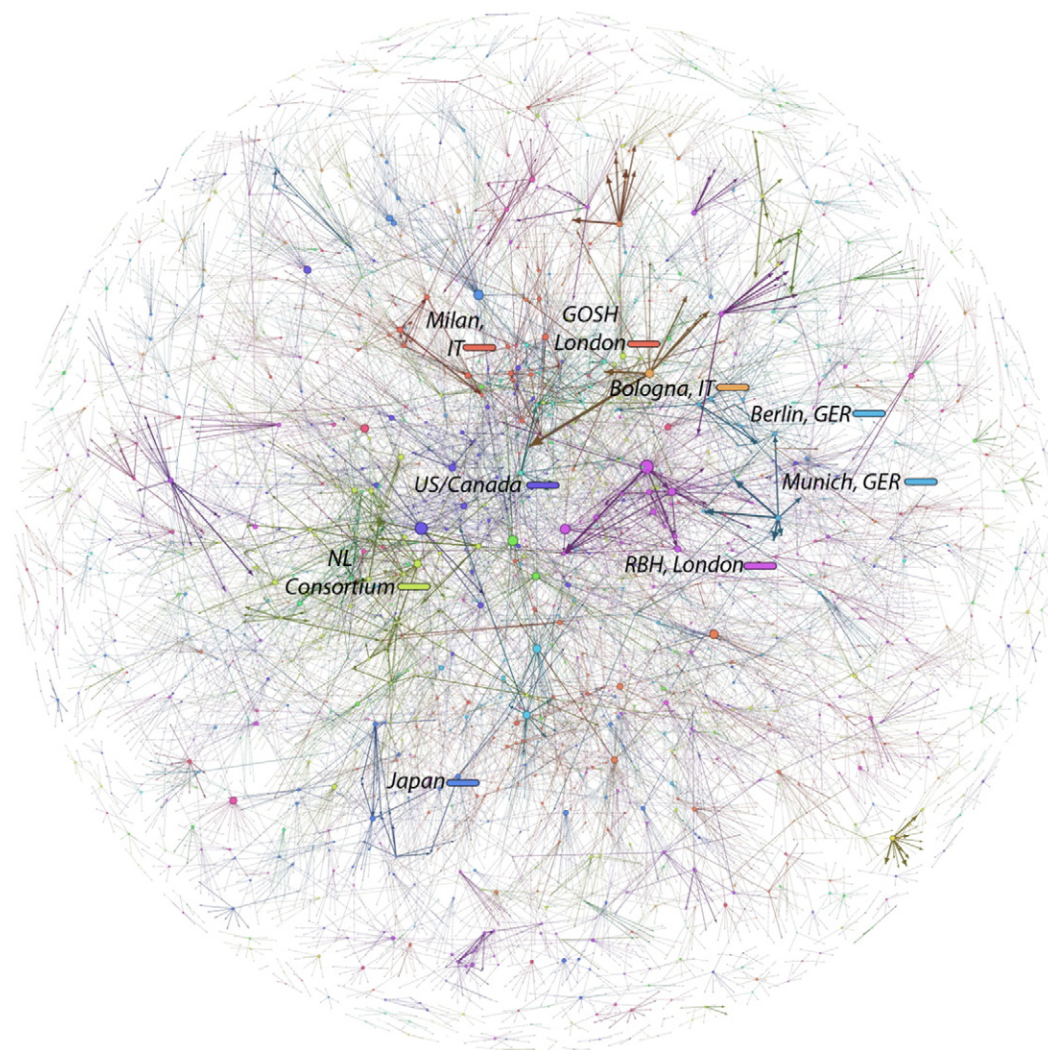 Milan,
IT
GOSH
London
Bologna, IT
Berlin, GER
US/Canada
Munich, GER
NL
Consortium
RBH, London
Japan